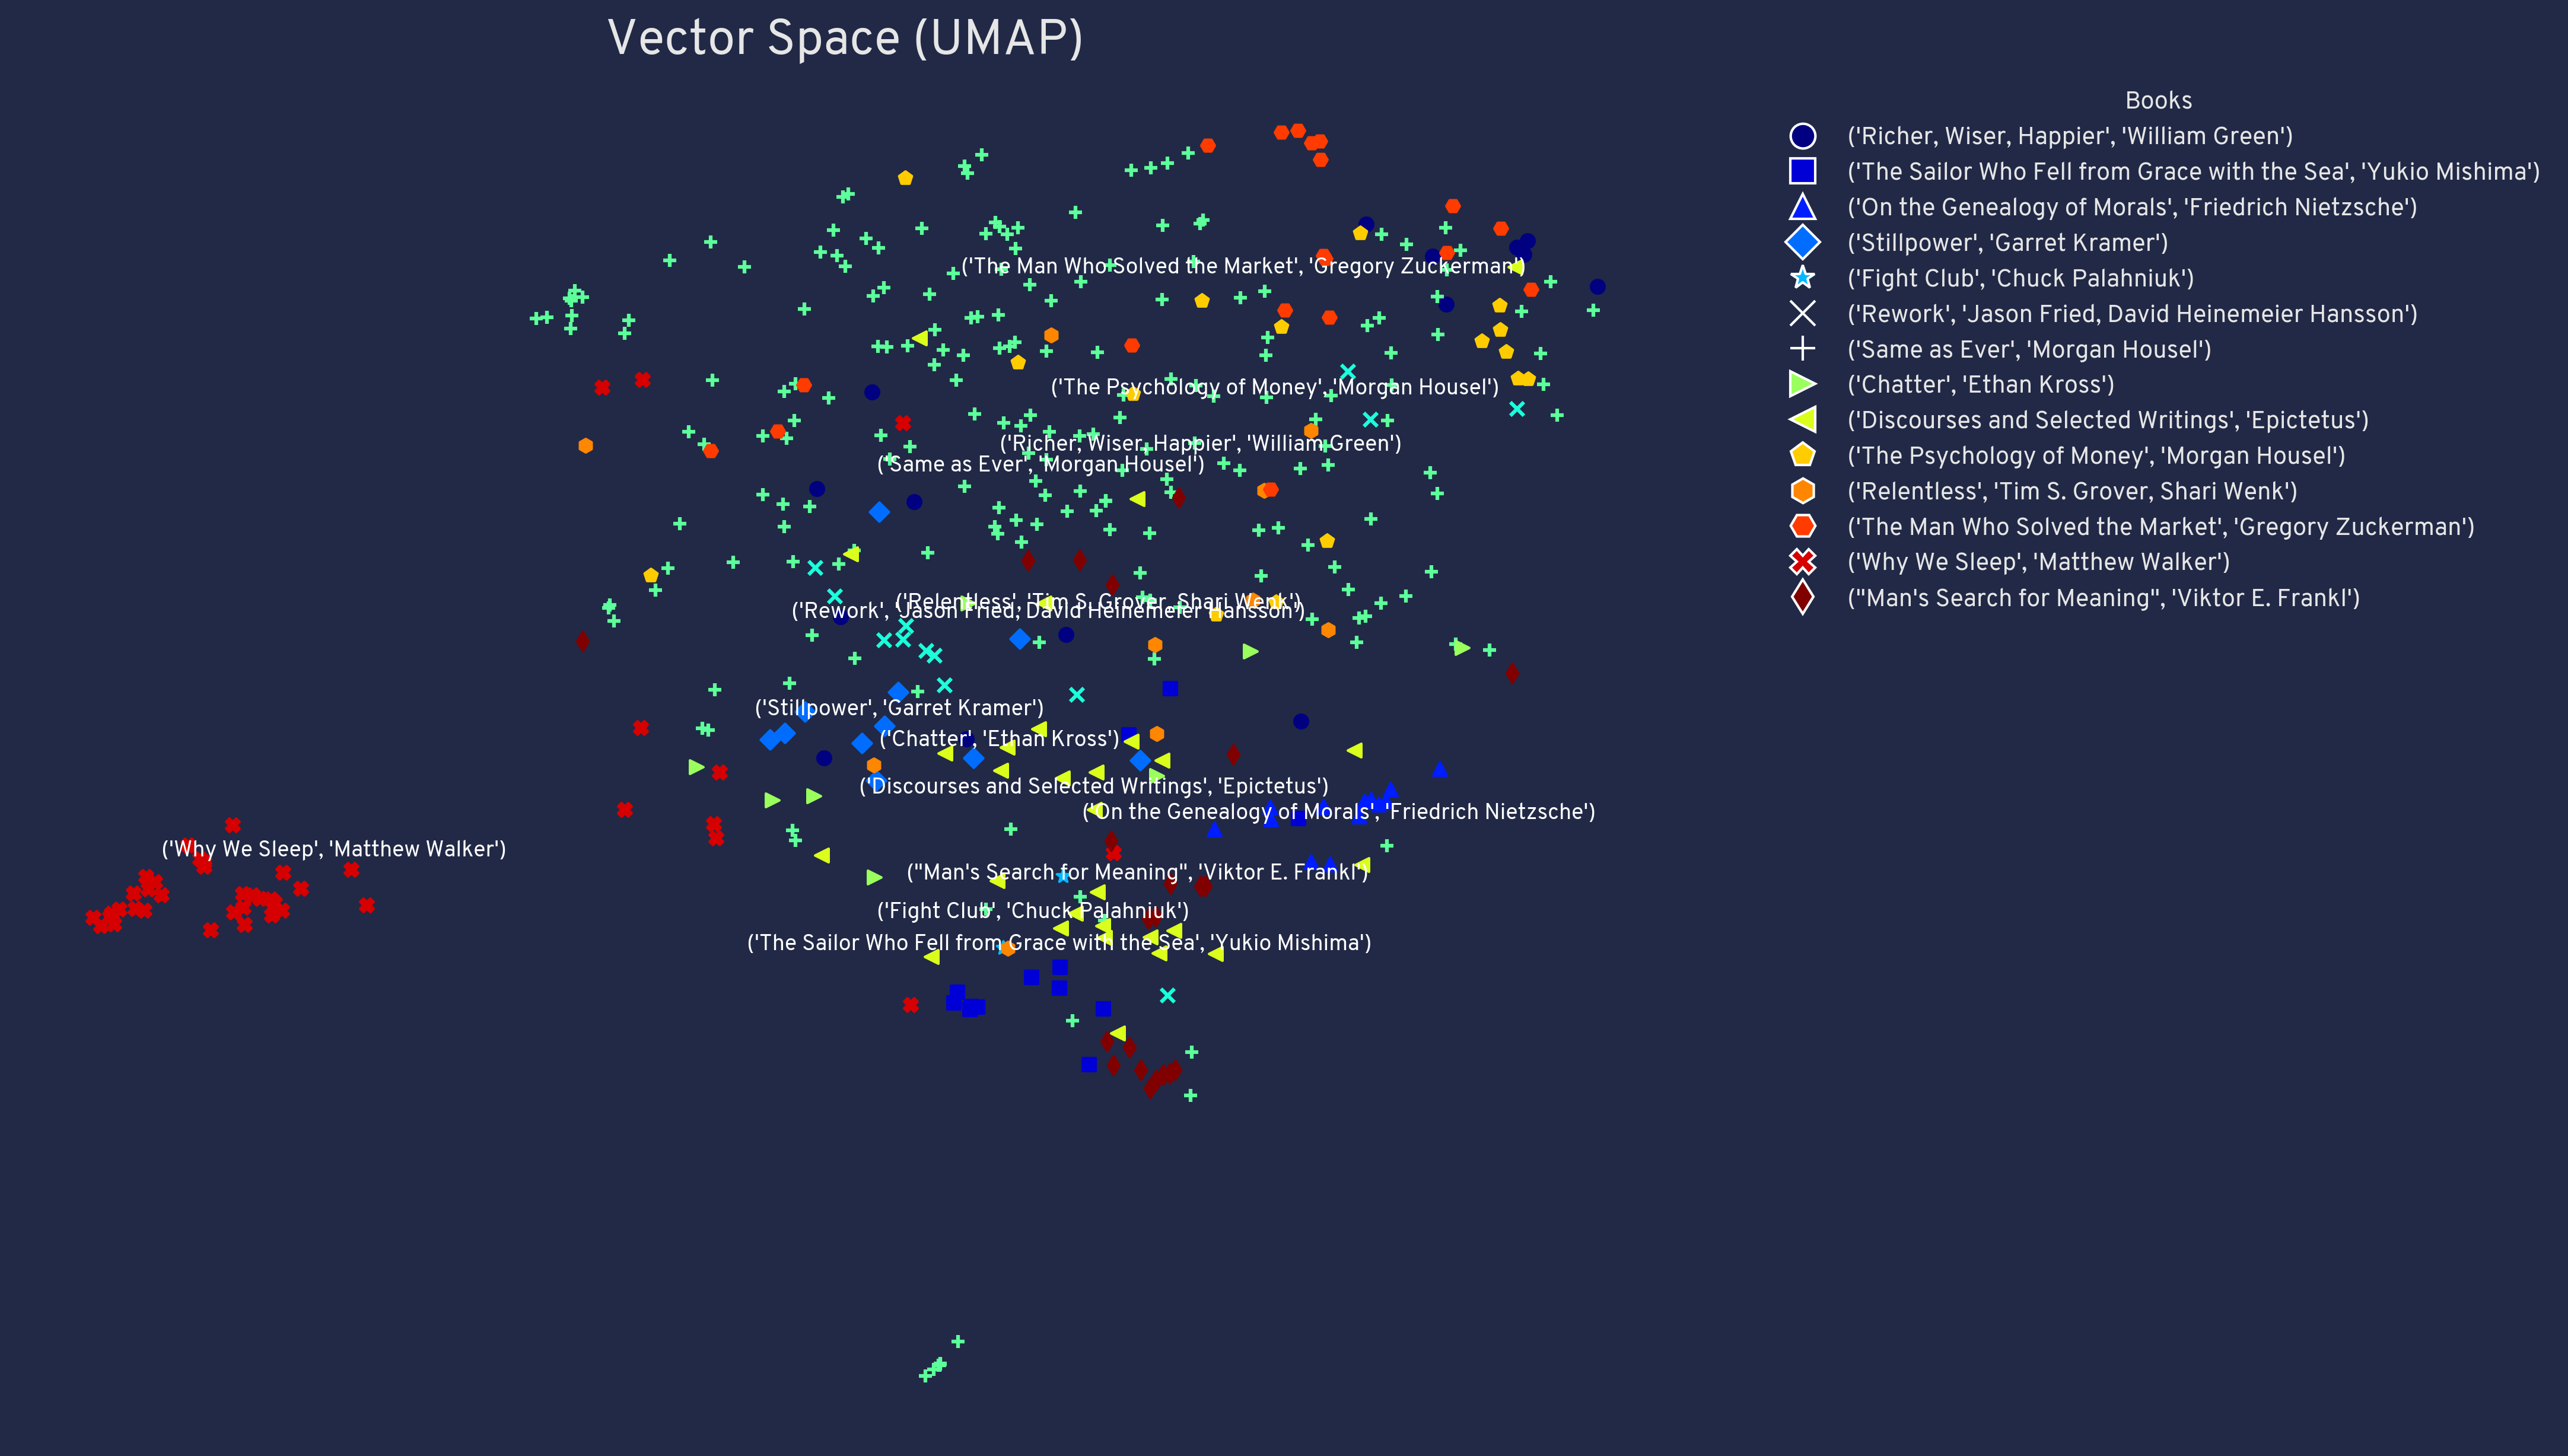 Vector Space (UMAP)
Books
('Richer, Wiser, Happier', 'William Green')
('The Sailor Who Fell from Grace with the Sea', 'Yukio Mishima')
('On the Genealogy of Morals', 'Friedrich Nietzsche')
('Stillpower', 'Garret Kramer')
('Fight Club', 'Chuck Palahniuk')
('Rework', 'Jason Fried, David Heinemeier Hansson')
('Same as Ever', 'Morgan Housel')
('Chatter', 'Ethan Kross')
('Discourses and Selected Writings', 'Epictetus')
('The Psychology of Money', 'Morgan Housel')
('Relentless', 'Tim S. Grover, Shari Wenk')
('The Man Who Solved the Market', 'Gregory Zuckerman')
('Why We Sleep', 'Matthew Walker')
("Man's Search for Meaning", 'Viktor E. Frankl')
('The Man Who Solved the Market', 'Gregory Zuckerman')
('The Psychology of Money', 'Morgan Housel')
('Richer, Wiser, Happier', 'William Green')
('Same as Ever', 'Morgan Housel')
('Relentless', 'Tim S. Grover, Shari Wenk')
('Rework', 'Jason Fried, David Heinemeier Hansson')
('Stillpower', 'Garret Kramer')
('Chatter', 'Ethan Kross')
('Discourses and Selected Writings', 'Epictetus')
('On the Genealogy of Morals', 'Friedrich Nietzsche')
('Why We Sleep', 'Matthew Walker')
("Man's Search for Meaning", 'Viktor E. Frankl')
('Fight Club', 'Chuck Palahniuk')
('The Sailor Who Fell from Grace with the Sea', 'Yukio Mishima')